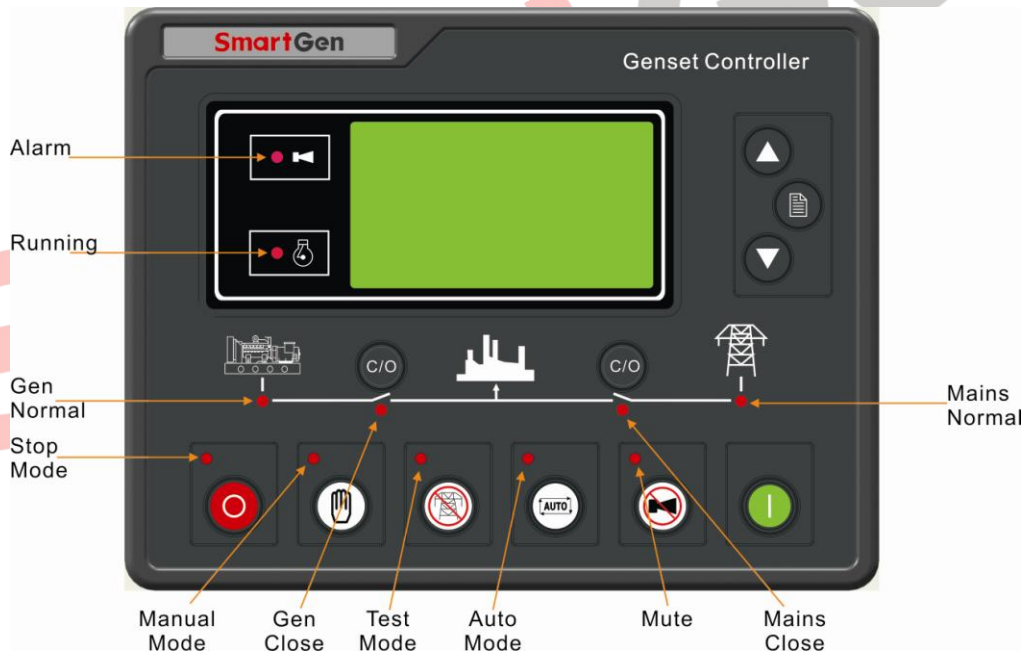 SmartGen
Genset Controller
Alarm
Running
C/O
C/O
Gen
Normal
Mains
Normal
Stop
Mode
AUTO
Manual
Mode
Gen
Close
Test
Mode
Auto
Mode
Mute
Mains
Close